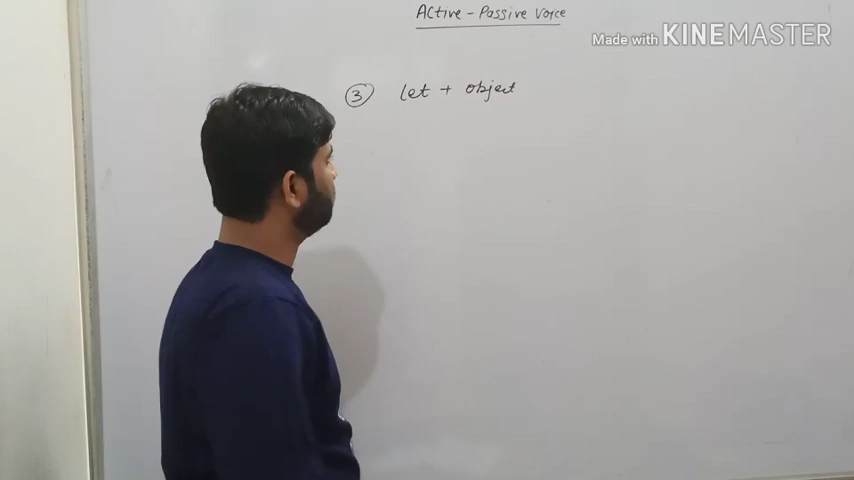 Active - Passive Voice
Made with KINEMASTER
③ let + object